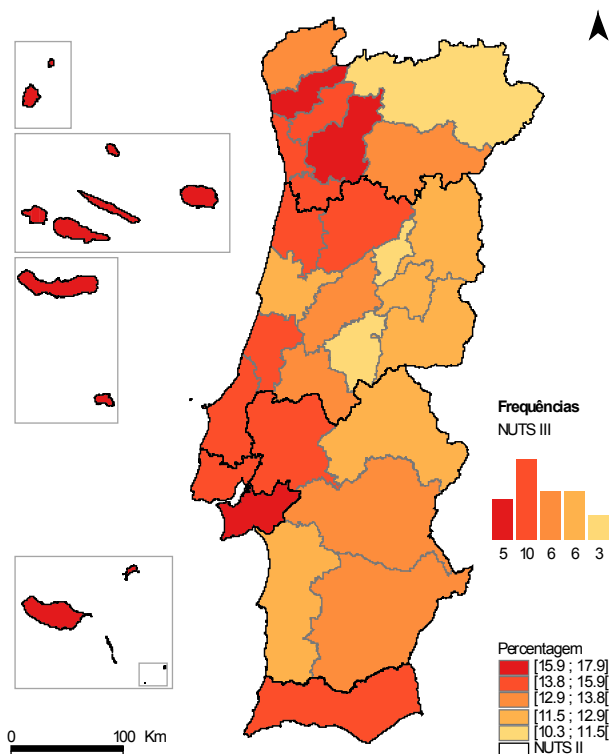 Frequências
NUTS III
5 10 6 6 3
Percentagem
[15.9 ; 17.9]
[13.8 ; 15.9[
[12.9 ; 13.8[
[11.5 ; 12.9[
[10.3 ; 11.5[
NUTS II
0 100 Km